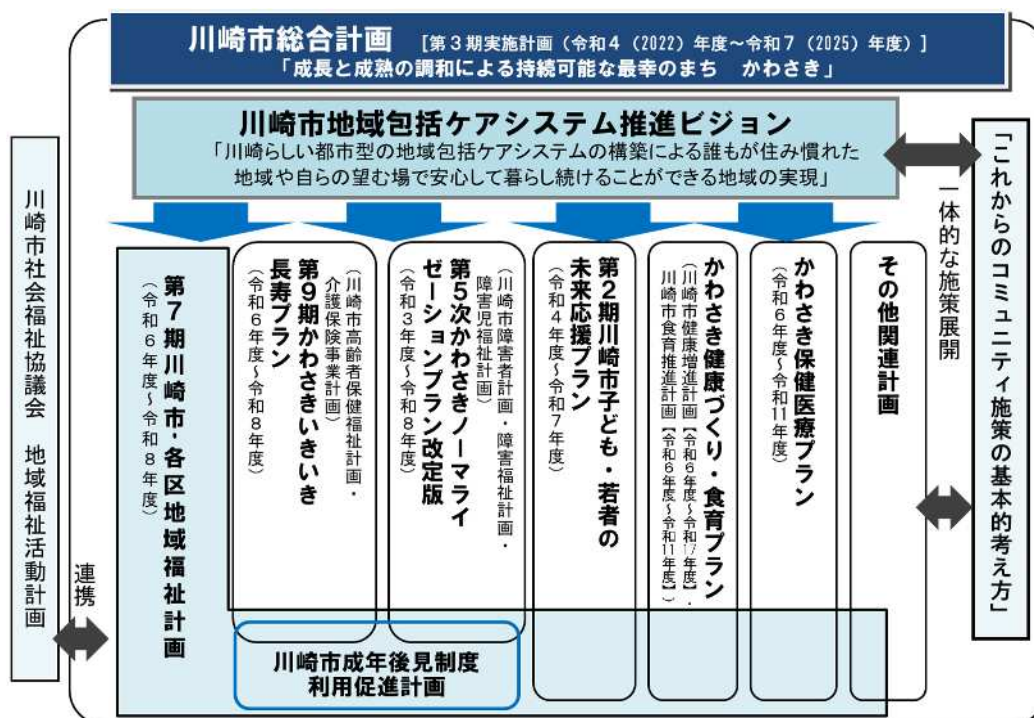 川崎市総合計画 [第3期実施計画（令和4（2022）年度～令和7（2025）年度）]
「成長と成熟の調和による持続可能な最幸のまち　かわさき」
川崎市地域包括ケアシステム推進ビジョン
「川崎らしい都市型の地域包括ケアシステムの構築による誰もが住み慣れた
地域や自らの望む場で安心して暮らし続けることができる地域の実現」
「これからのコミュニティ施策の基本的考え方」
一体的な施策展開
その他関連計画
かわさき保健医療プラン
（令和6年度～令和11年度）
かわさき健康づくり・食育プラン
（川崎市健康増進計画【令和6年度～令和17年度】・
川崎市食育推進計画【令和6年度～令和11年度】）
第2期川崎市子ども・若者の
未来応援プラン
（令和4年度～令和7年度）
（川崎市障害者計画・障害福祉計画・
障害児福祉計画）
第5次かわさきノーマライ
ゼーションプラン改定版
（令和3年度～令和8年度）
（川崎市高齢者保健福祉計画・
介護保険事業計画）
第9期かわさきいきいき
長寿プラン
（令和6年度～令和8年度）
第7期川崎市・各区地域福祉計画
（令和6年度～令和8年度）
連携
川崎市社会福祉協議会　地域福祉活動計画
川崎市成年後見制度
利用促進計画